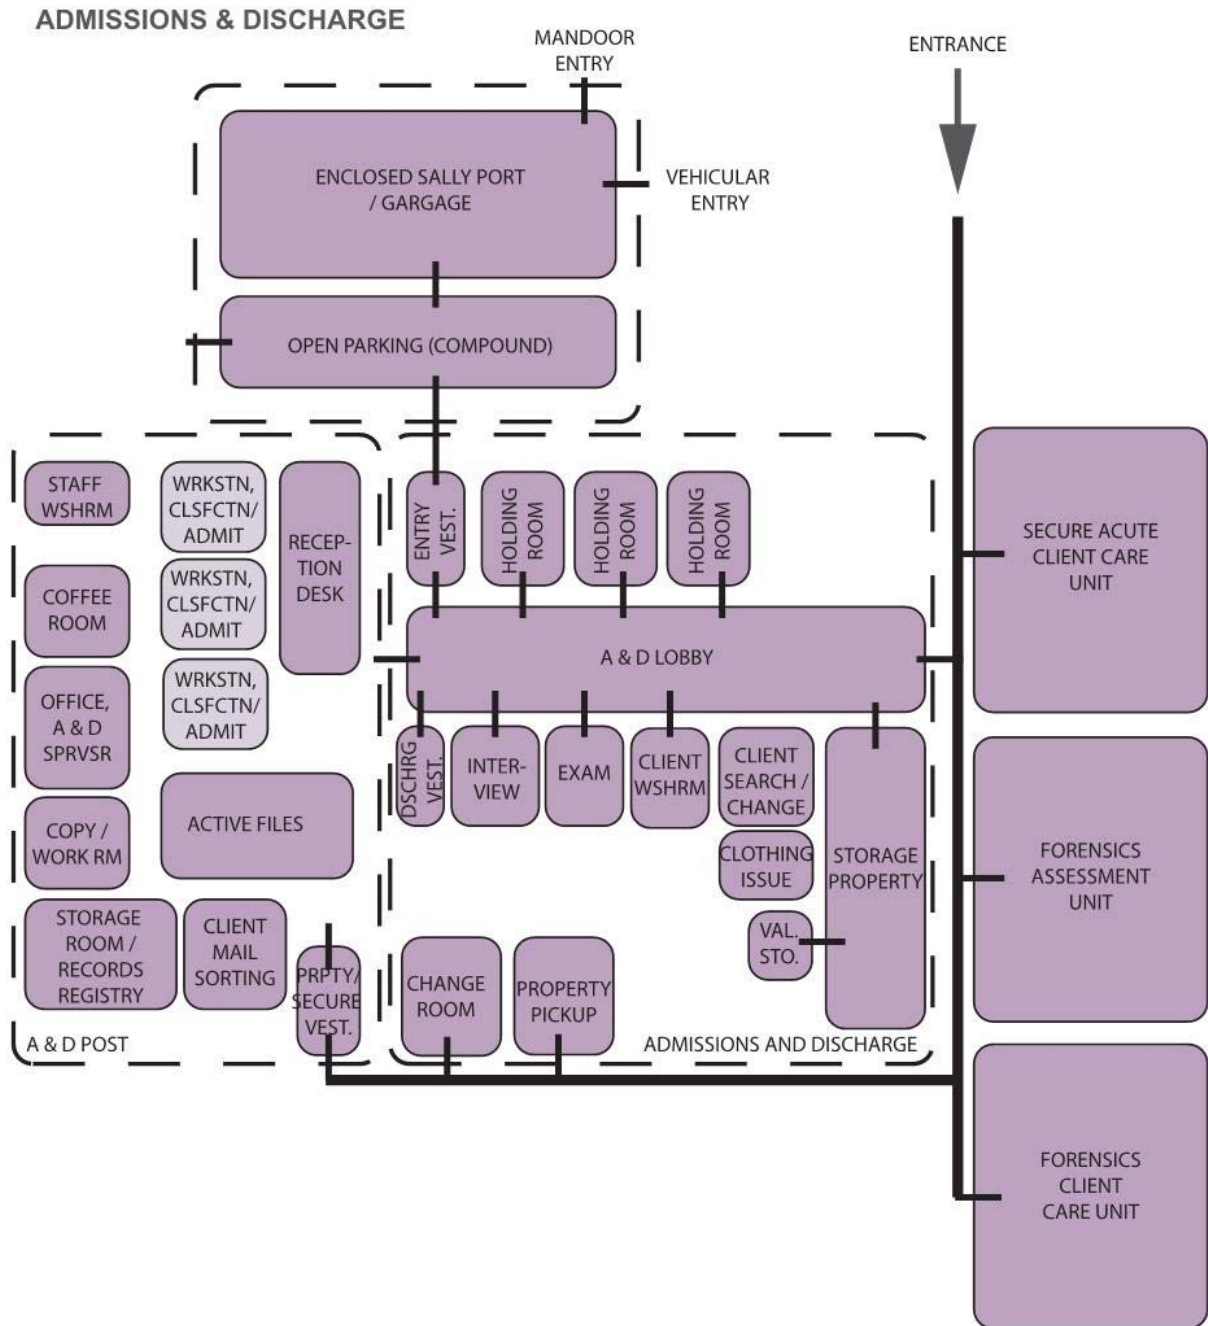 ADMISSIONS & DISCHARGE
MANDOOR
ENTRY
ENTRANCE
ENCLOSED SALLY PORT
/ GARGAGE
VEHICULAR
ENTRY
OPEN PARKING (COMPOUND)
STAFF
WSHRM
WRKSTN,
CLSFCTN/
ADMIT
RECEP-
TION
DESK
COFFEE
ROOM
WRKSTN,
CLSFCTN/
ADMIT
OFFICE,
A & D
SPRVSR
WRKSTN,
CLSFCTN/
ADMIT
COPY /
WORK RM
ACTIVE FILES
STORAGE
ROOM /
RECORDS
REGISTRY
CLIENT
MAIL
SORTING
PRPTY/
SECURE
VEST.
A & D POST
ENTRY
VEST.
HOLDING
ROOM
HOLDING
ROOM
HOLDING
ROOM
A & D LOBBY
DSCHRG
VEST.
INTER-
VIEW
EXAM
CLIENT
WSHRM
CLIENT
SEARCH /
CHANGE
CLOTHING
ISSUE
STORAGE
PROPERTY
VAL.
STO.
CHANGE
ROOM
PROPERTY
PICKUP
ADMISSIONS AND DISCHARGE
SECURE ACUTE
CLIENT CARE
UNIT
FORENSICS
ASSESSMENT
UNIT
FORENSICS
CLIENT
CARE UNIT